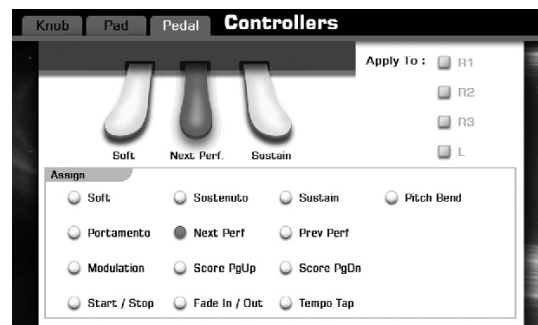 Knob Pad Pedal Controllers
Apply To : R1
R2
R3
L
Soft Next Perf. Sustain
Assign
Soft Sostenuto Sustain Pitch Bend
Portamento Next Perf Prev Perf
Modulation Score PgUp Score PgDn
Start / Stop Fade In / Out Tempo Tap